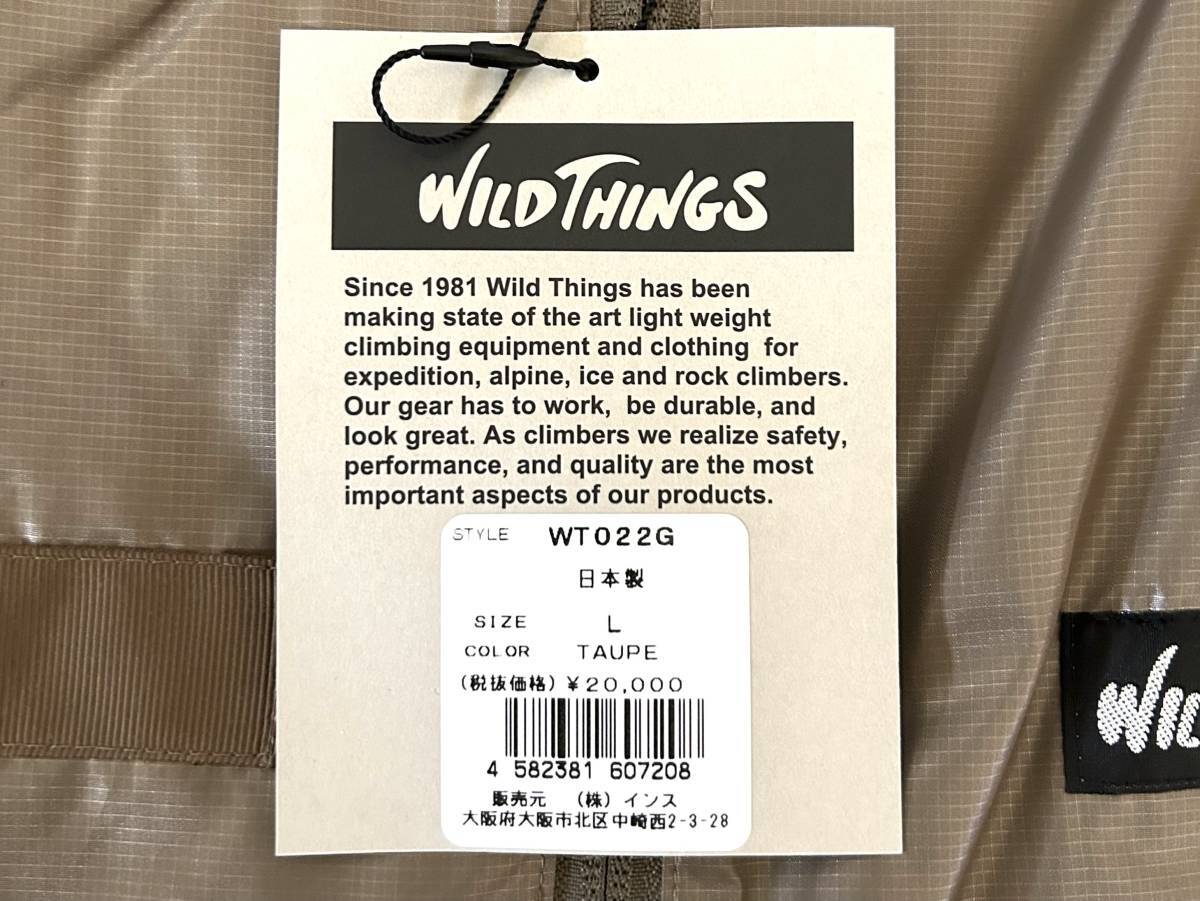 WILD THINGS
Since 1981 Wild Things has been
making state of the art light weight
climbing equipment and clothing for
expedition, alpine, ice and rock climbers.
Our gear has to work, be durable, and
look great. As climbers we realize safety,
performance, and quality are the most
important aspects of our products.
STYLE WT022G
日本製
SIZE L
COLOR TAUPE
(税抜価格) ¥20,000
4 582381 607208
販売元 (株)インス
大阪府大阪市北区中崎西2-3-28
WIL